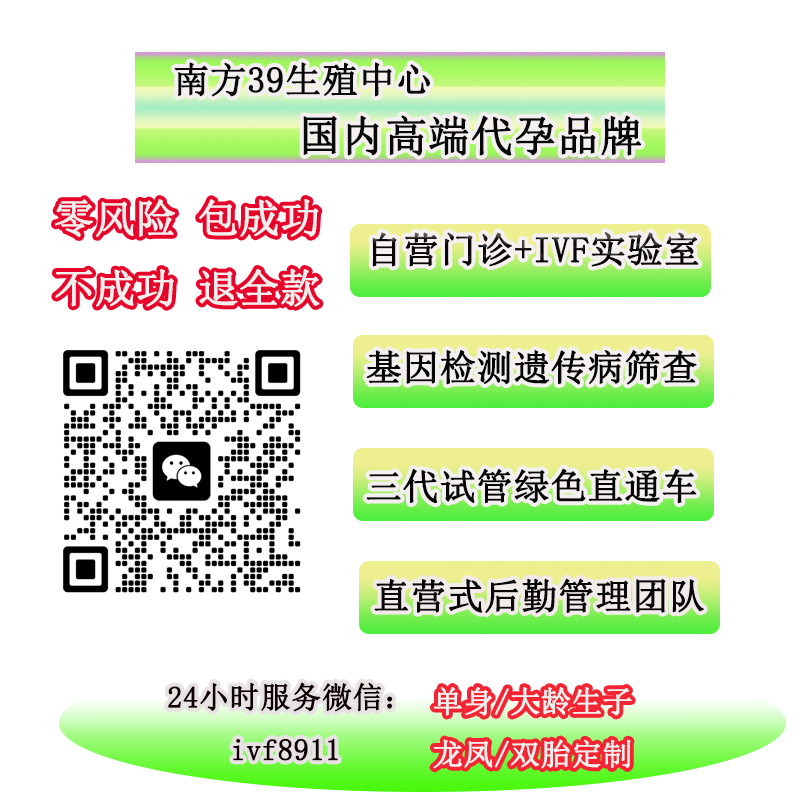 南方39生殖中心
国内高端代孕品牌
零风险 包成功
不成功 退全款
自营门诊+IVF实验室
基因检测遗传病筛查
三代试管绿色直通车
直营式后勤管理团队
24小时服务微信：
ivf8911
单身/大龄生子
龙凤/双胎定制